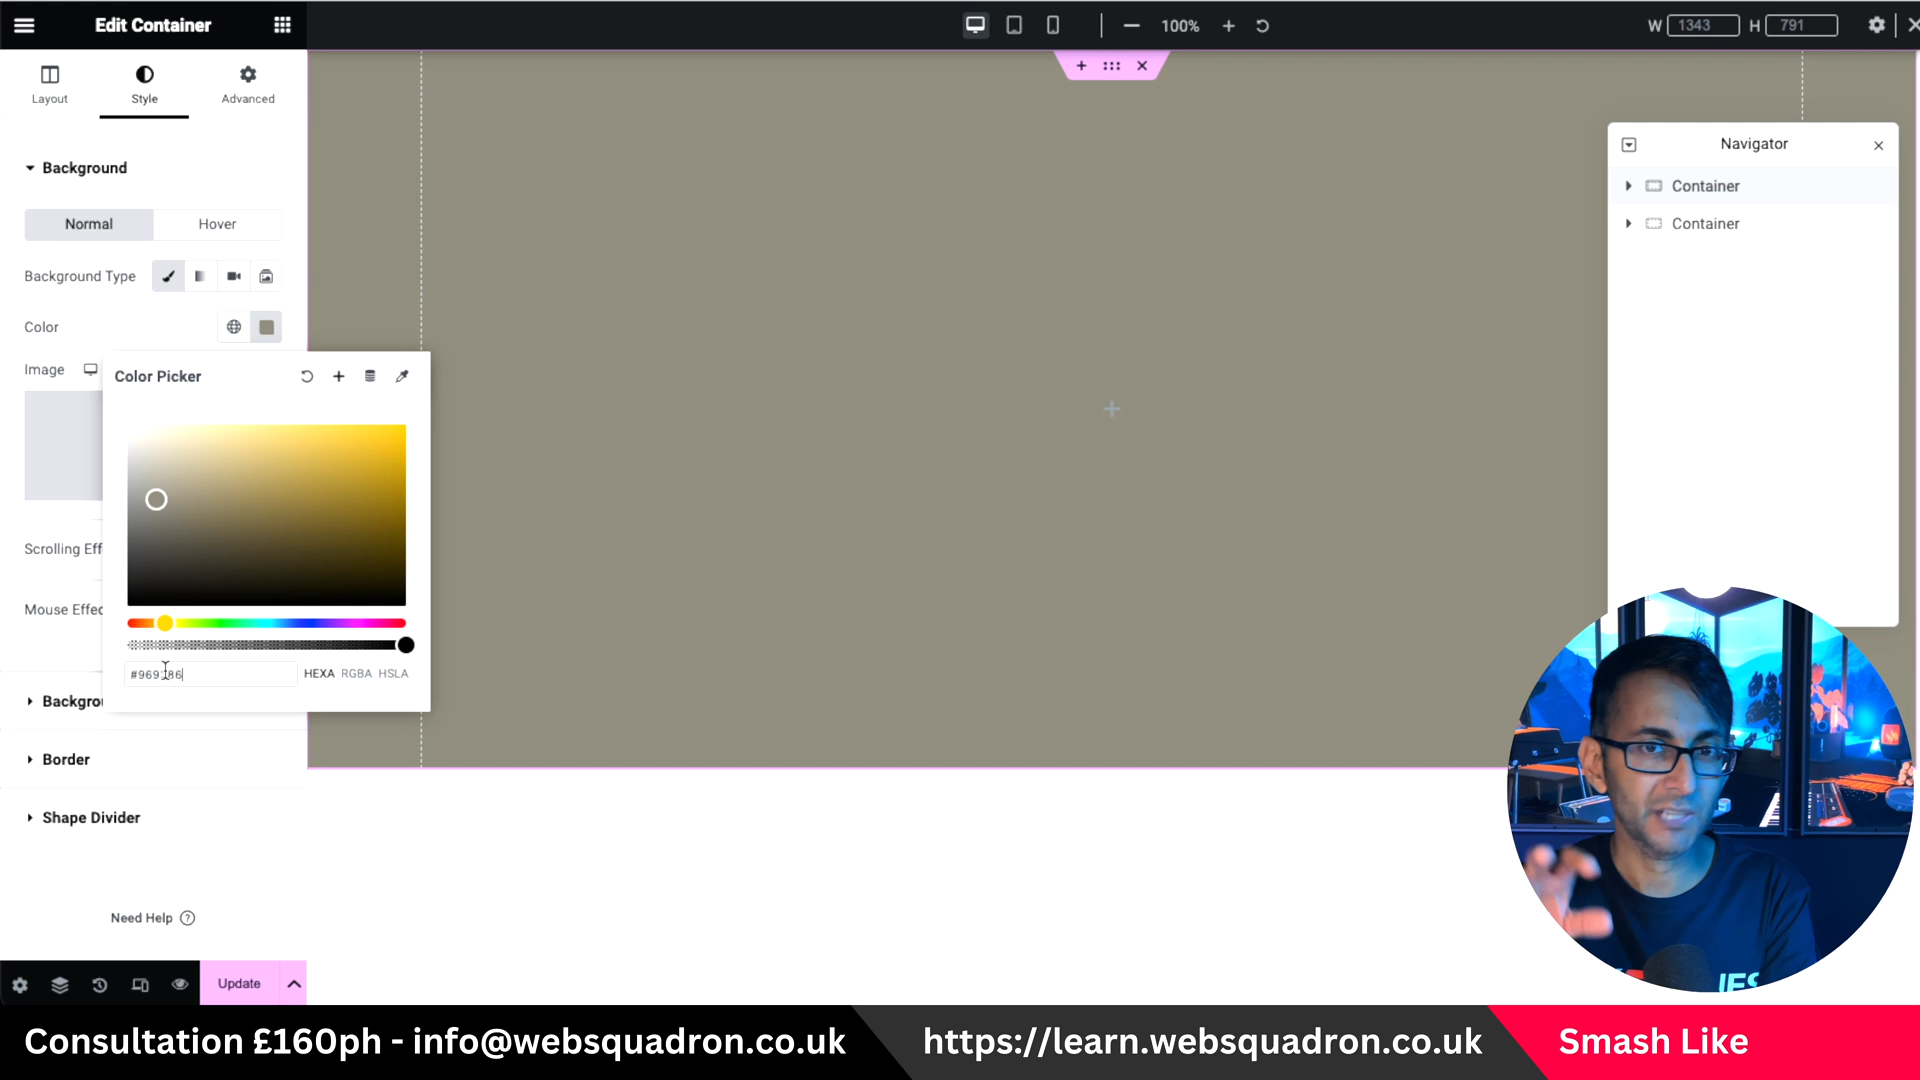 Edit Container
100%
W 1343 H 791
Layout
Style
Advanced
Background
Normal
Hover
Background Type
Color
Image
Color Picker
Scrolling Eff
Mouse Effec
HEXA RGBA HSLA
Backgrou
Border
Shape Divider
Need Help ?
Update
Navigator
Container
Container
Consultation £160ph - info@websquadron.co.uk
https://learn.websquadron.co.uk
Smash Like